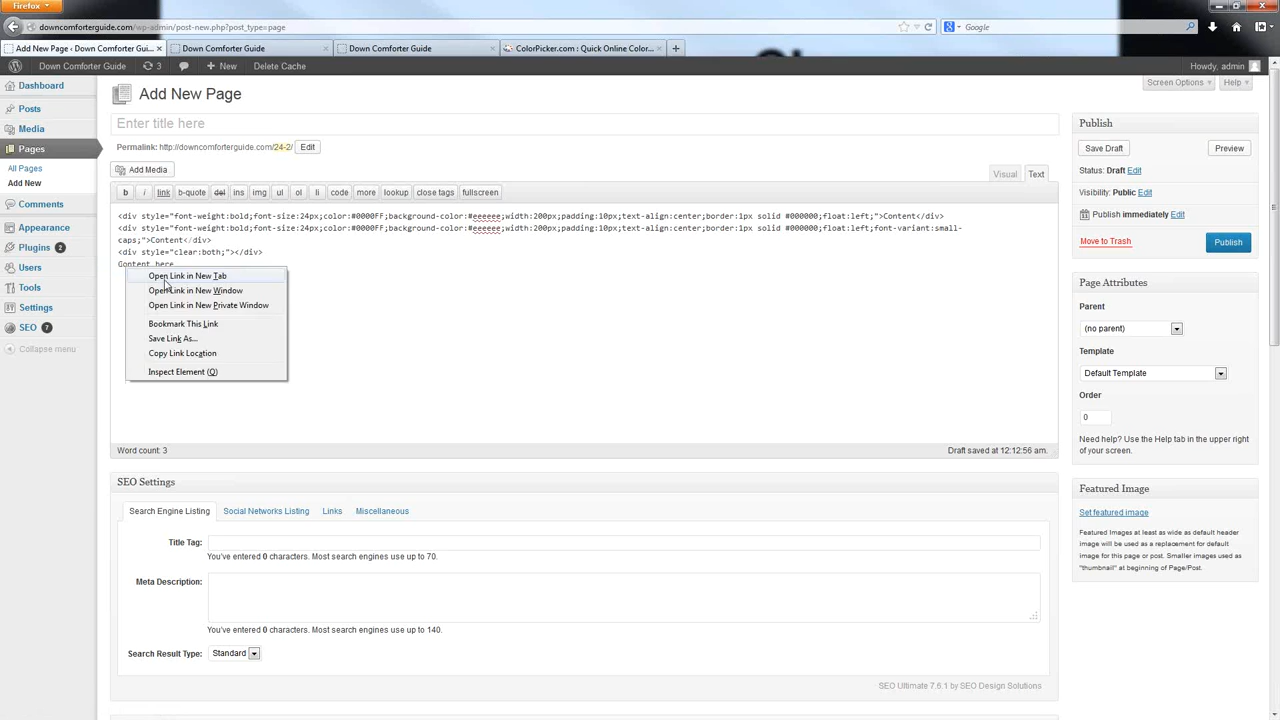 Firefox
downcomforterguide.com/wp-admin/post-new.php?post_type=page
Google
Add New Page ‹ Down Comforter Gui...
Down Comforter Guide
Down Comforter Guide
ColorPicker.com : Quick Online Color...
Down Comforter Guide
3
New
Delete Cache
Howdy, admin
Dashboard
Posts
Media
Pages
All Pages
Add New
Comments
Appearance
Plugins 2
Users
Tools
Settings
SEO 7
Collapse menu
Screen Options
Help
Add New Page
Enter title here
Permalink: http://downcomforterguide.com/24-2/
Edit
Add Media
Visual
Text
b
i
link
b-quote
del
ins
img
ul
ol
li
code
more
lookup
close tags
fullscreen
<div style="font-weight:bold;font-size:24px;color:#0000FF;background-color:#eeeeee;width:200px;padding:10px;text-align:center;border:1px solid #000000;float:left;">Content</div>
<div style="font-weight:bold;font-size:24px;color:#0000FF;background-color:#eeeeee;width:200px;padding:10px;text-align:center;border:1px solid #000000;float:left;font-variant:small-
caps;">Content</div>
<div style="clear:both;"></div>
Content here
Open Link in New Tab
Open Link in New Window
Open Link in New Private Window
Bookmark This Link
Save Link As...
Copy Link Location
Inspect Element (Q)
Word count: 3
Draft saved at 12:12:56 am.
SEO Settings
Search Engine Listing
Social Networks Listing
Links
Miscellaneous
Title Tag:
You've entered 0 characters. Most search engines use up to 70.
Meta Description:
You've entered 0 characters. Most search engines use up to 140.
Search Result Type:
Standard
SEO Ultimate 7.6.1 by SEO Design Solutions
Publish
Save Draft
Preview
Status: Draft Edit
Visibility: Public Edit
Publish immediately Edit
Move to Trash
Publish
Page Attributes
Parent
(no parent)
Template
Default Template
Order
0
Need help? Use the Help tab in the upper right
of your screen.
Featured Image
Set featured image
Featured Images at least as wide as default header
image will be used as a replacement for default
image for this page or post. Smaller images used as
"thumbnail" at beginning of Page/Post.